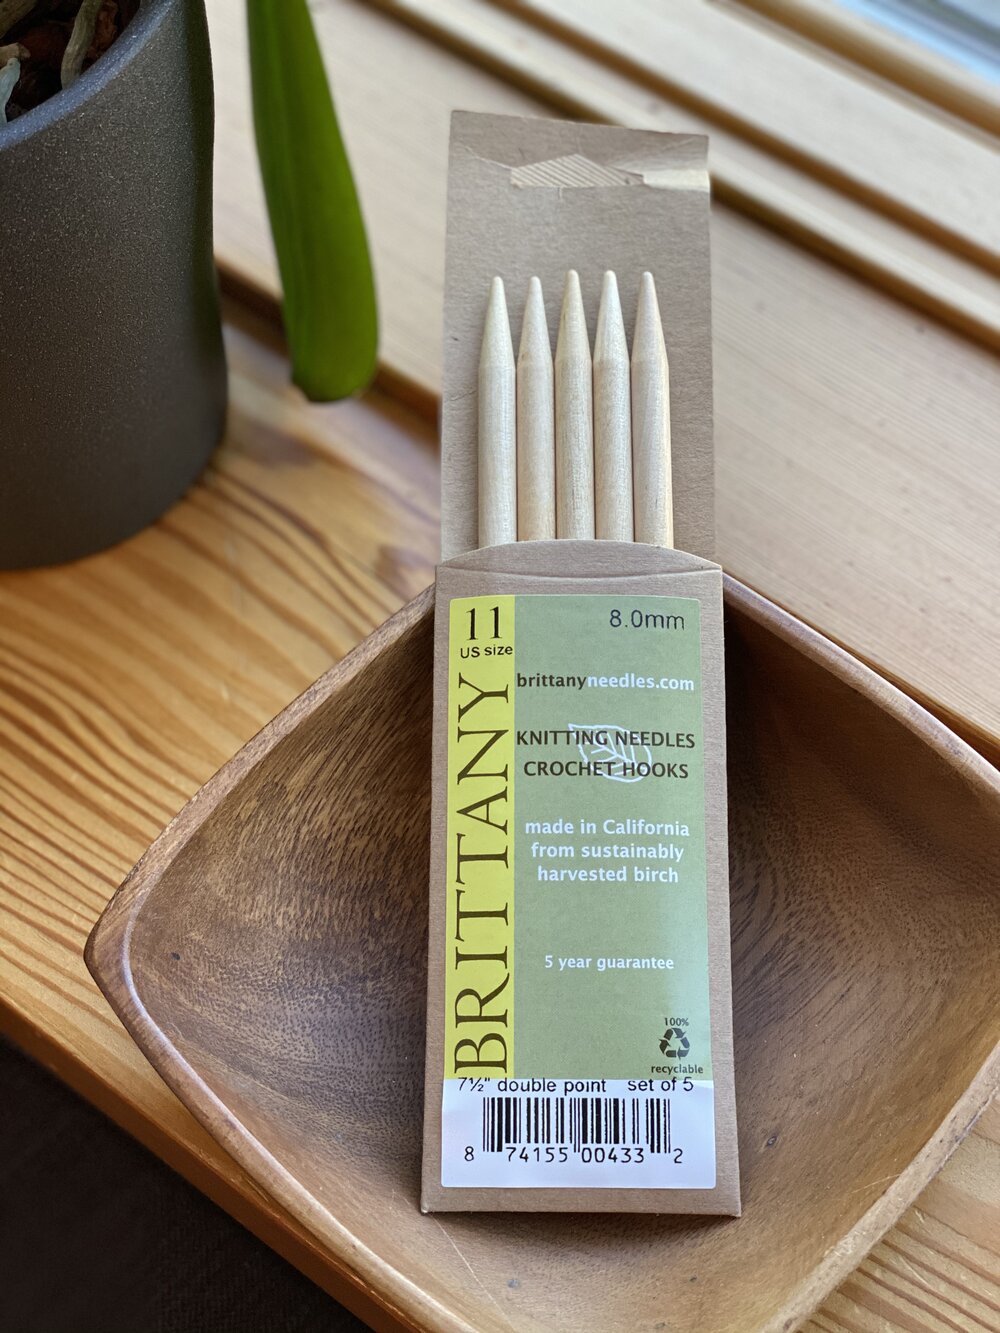 11
US size
8.0mm
BRITTANY
brittanyneedles.com
KNITTING NEEDLES
CROCHET HOOKS
made in California
from sustainably
harvested birch
5 year guarantee
100%
recyclable
7½" double point set of 5
8 74155 00433 2